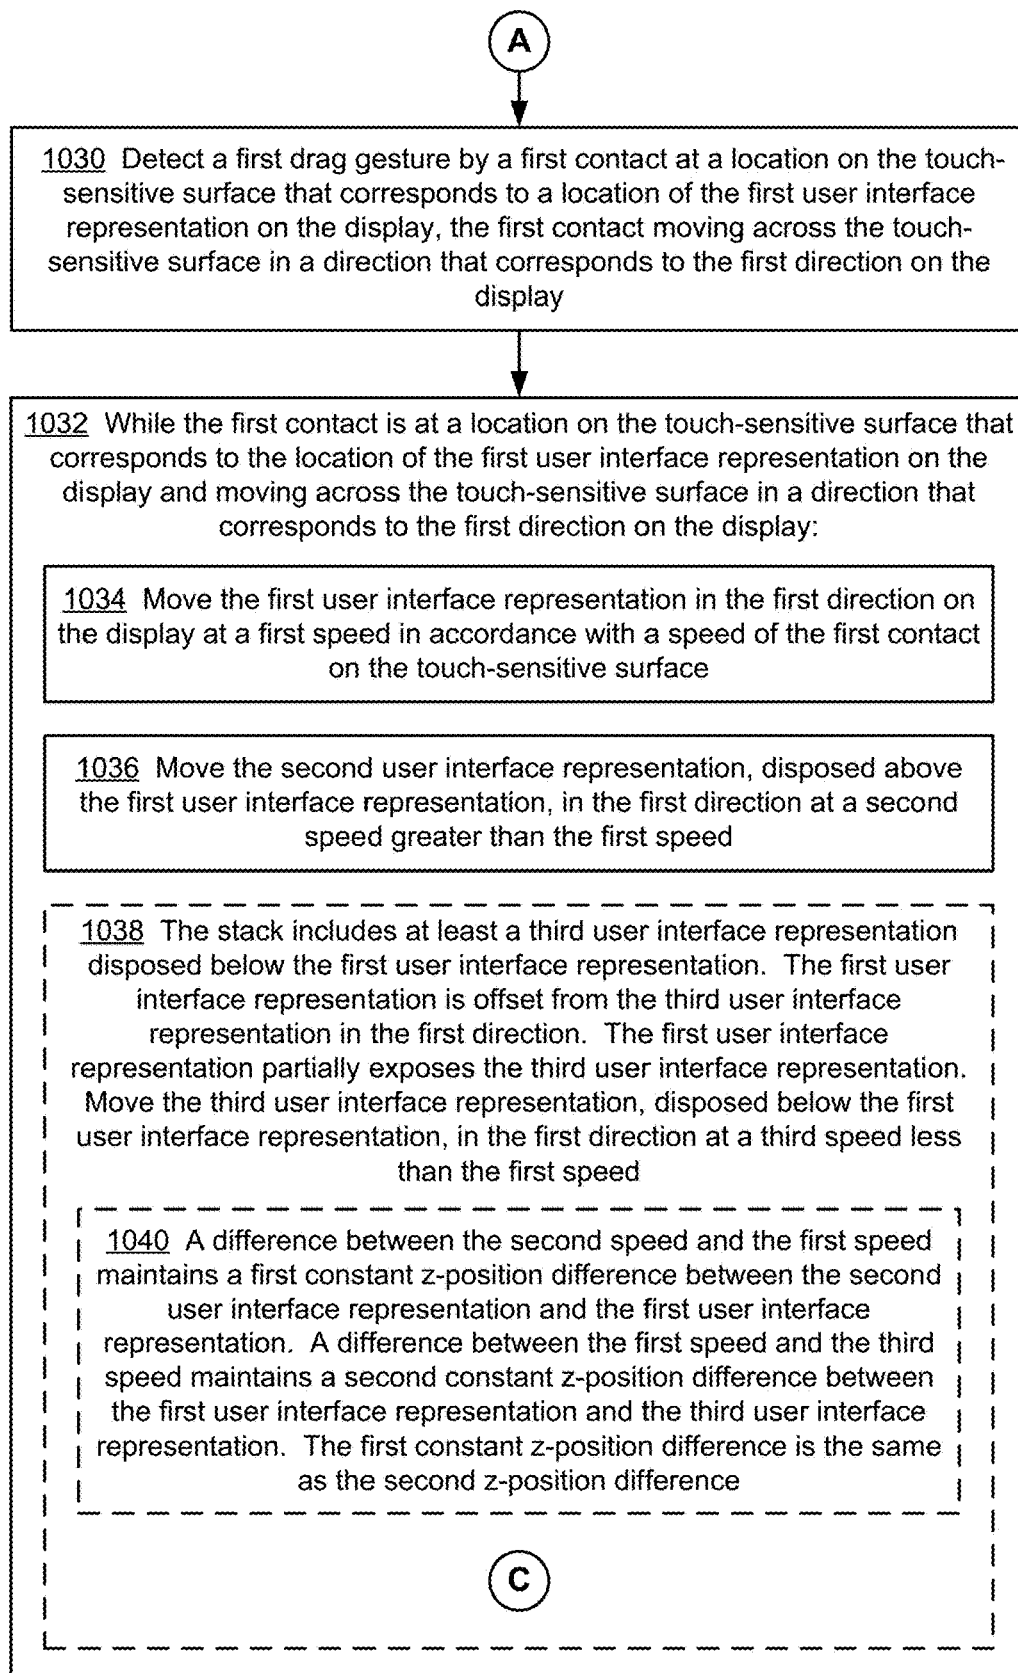 A
1030 Detect a first drag gesture by a first contact at a location on the touch-
sensitive surface that corresponds to a location of the first user interface
representation on the display, the first contact moving across the touch-
sensitive surface in a direction that corresponds to the first direction on the
display
1032 While the first contact is at a location on the touch-sensitive surface that
corresponds to the location of the first user interface representation on the
display and moving across the touch-sensitive surface in a direction that
corresponds to the first direction on the display:
1034 Move the first user interface representation in the first direction on
the display at a first speed in accordance with a speed of the first contact
on the touch-sensitive surface
1036 Move the second user interface representation, disposed above
the first user interface representation, in the first direction at a second
speed greater than the first speed
1038 The stack includes at least a third user interface representation
disposed below the first user interface representation. The first user
interface representation is offset from the third user interface
representation in the first direction. The first user interface
representation partially exposes the third user interface representation.
Move the third user interface representation, disposed below the first
user interface representation, in the first direction at a third speed less
than the first speed
1040 A difference between the second speed and the first speed
maintains a first constant z-position difference between the second
user interface representation and the first user interface
representation. A difference between the first speed and the third
speed maintains a second constant z-position difference between
the first user interface representation and the third user interface
representation. The first constant z-position difference is the same
as the second z-position difference
C